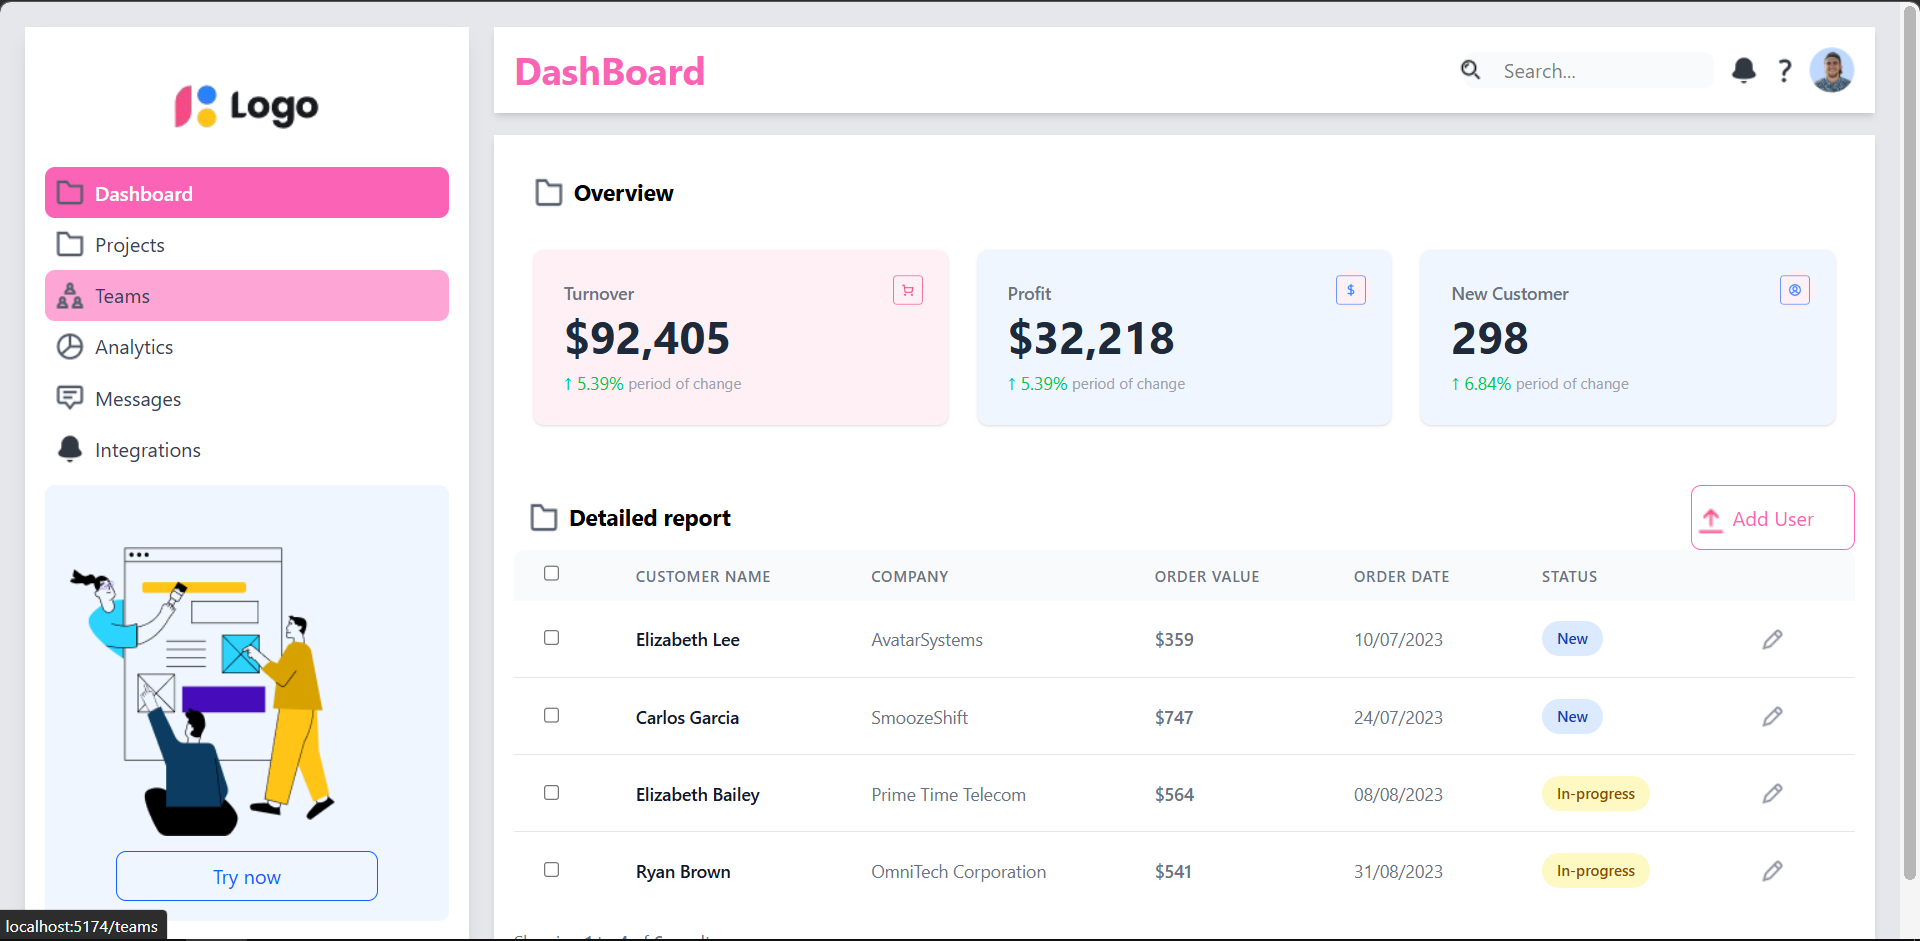 Logo
Dashboard
Projects
Teams
Analytics
Messages
Integrations
Try now
localhost:5174/teams
DashBoard
Search...
?
Overview
Turnover
$92,405
↑ 5.39% period of change
Profit
$
$32,218
↑ 5.39% period of change
New Customer
298
↑ 6.84% period of change
Detailed report
Add User
CUSTOMER NAME COMPANY ORDER VALUE ORDER DATE STATUS
Elizabeth Lee AvatarSystems $359 10/07/2023 New
Carlos Garcia SmoozeShift $747 24/07/2023 New
Elizabeth Bailey Prime Time Telecom $564 08/08/2023 In-progress
Ryan Brown OmniTech Corporation $541 31/08/2023 In-progress